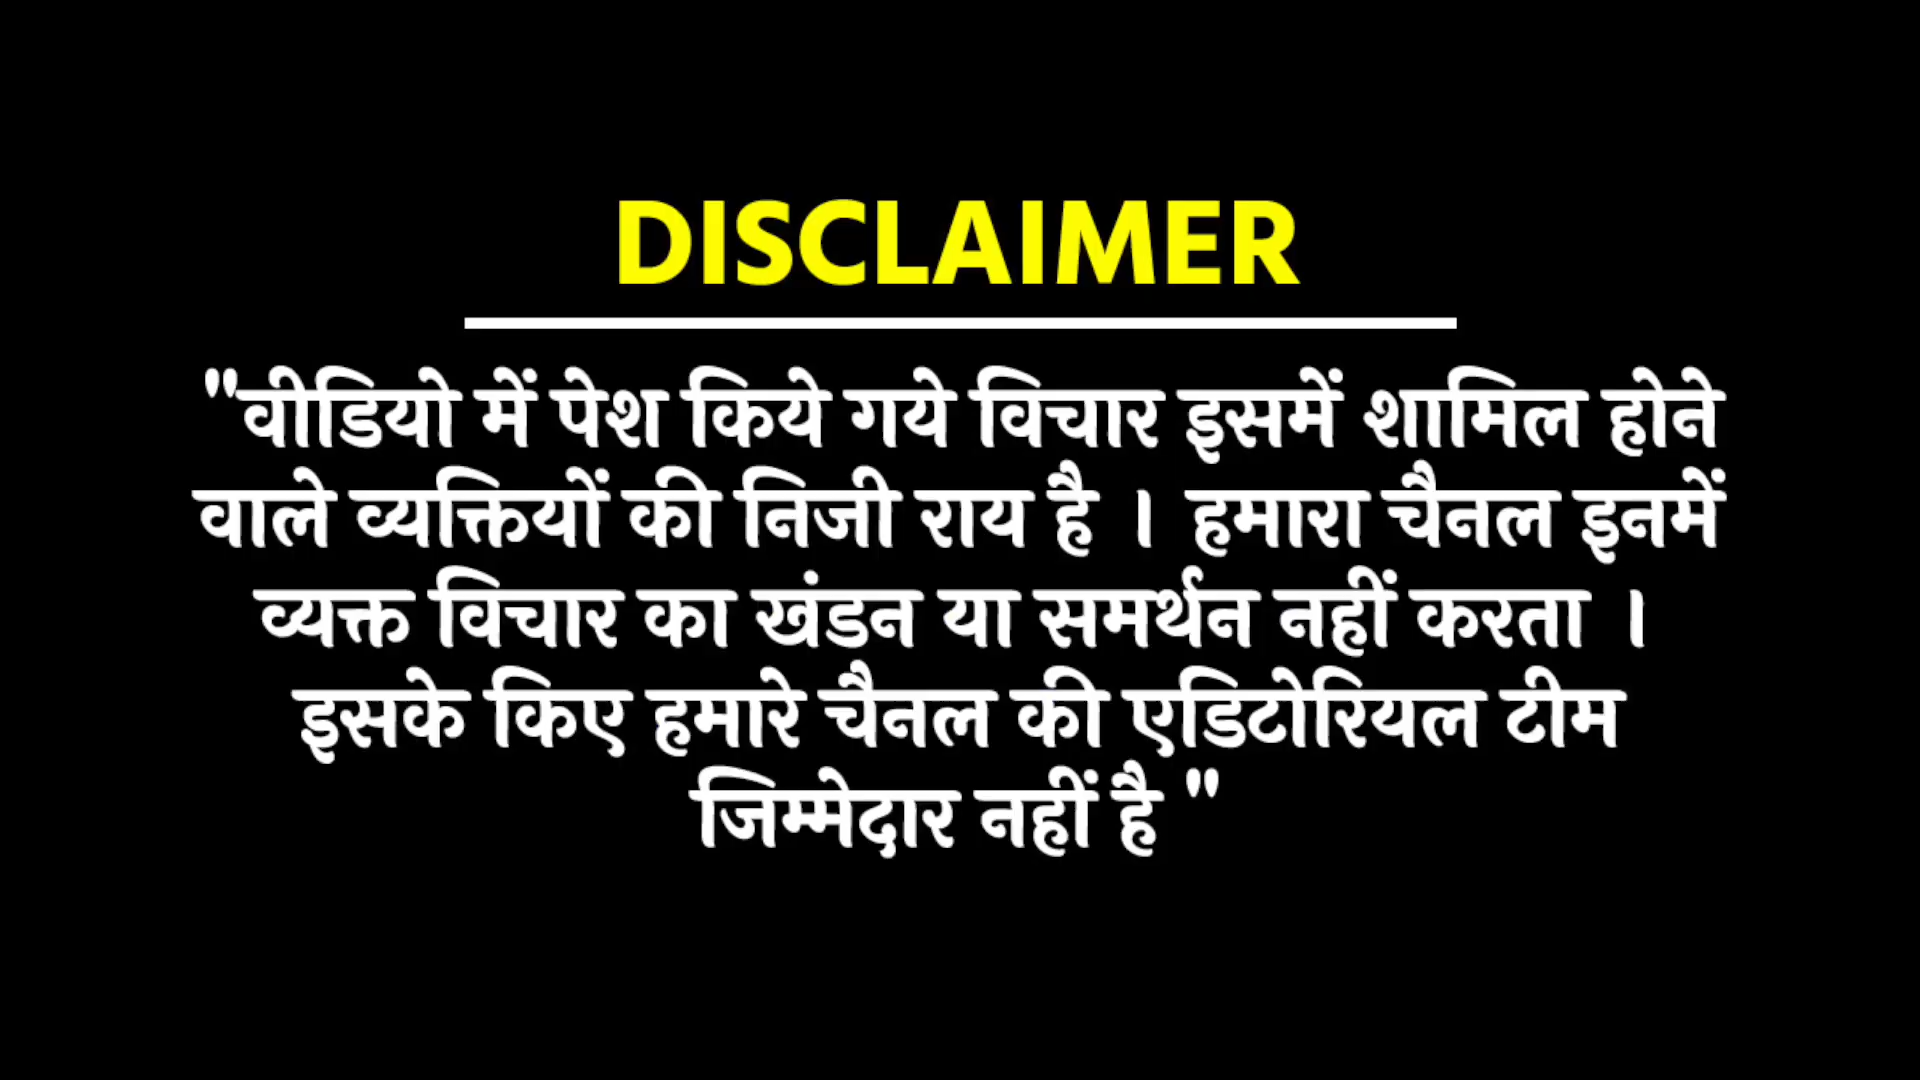 DISCLAIMER
"वीडियो में पेश किये गये विचार इसमें शामिल होने
वाले व्यक्तियों की निजी राय है । हमारा चैनल इनमें
व्यक्त विचार का खंडन या समर्थन नहीं करता ।
इसके किए हमारे चैनल की एडिटोरियल टीम
जिम्मेदार नहीं है "